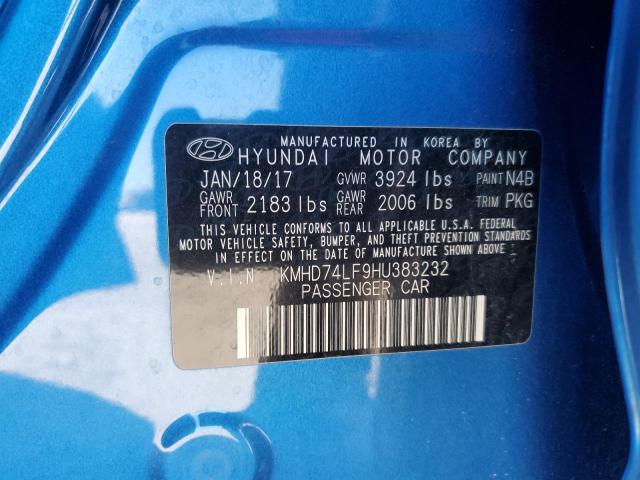 MANUFACTURED IN KOREA BY
HYUNDAI MOTOR COMPANY
JAN/18/17 GVWR 3924 lbs PAINT N4B
GAWR FRONT 2183 lbs GAWR REAR 2006 lbs TRIM PKG
THIS VEHICLE CONFORMS TO ALL APPLICABLE U.S.A. FEDERAL
MOTOR VEHICLE SAFETY, BUMPER, AND THEFT PREVENTION STANDARDS
IN EFFECT ON THE DATE OF MANUFACTURE SHOWN ABOVE
V.I.N KMHD74LF9HU383232
PASSENGER CAR